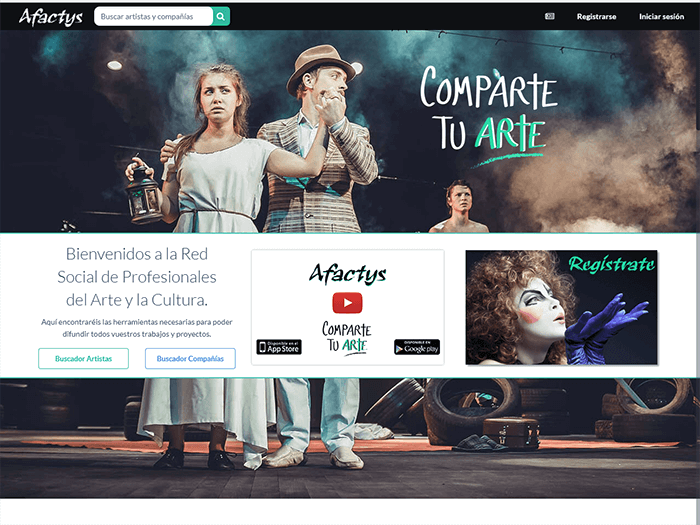 Afactys
Buscar artistas y compañías
Registrarse
Iniciar sesión
COMPARTE
TU ARTE
Bienvenidos a la Red
Social de Profesionales
del Arte y la Cultura.
Aquí encontraréis las herramientas necesarias para poder
difundir todos vuestros trabajos y proyectos.
Buscador Artistas
Buscador Compañías
Afactys
COMPARTE
TU ARTE
Disponible en el
App Store
DISPONIBLE EN
Google play
Regístrate